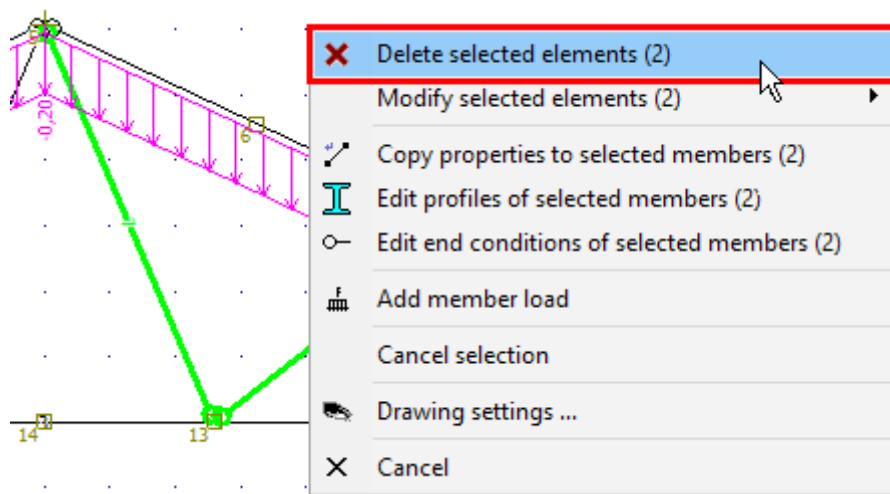 Delete selected elements (2)
Modify selected elements (2)
Copy properties to selected members (2)
Edit profiles of selected members (2)
Edit end conditions of selected members (2)
F
Add member load
Cancel selection
Drawing settings ...
Cancel
-0,20
6
14
13